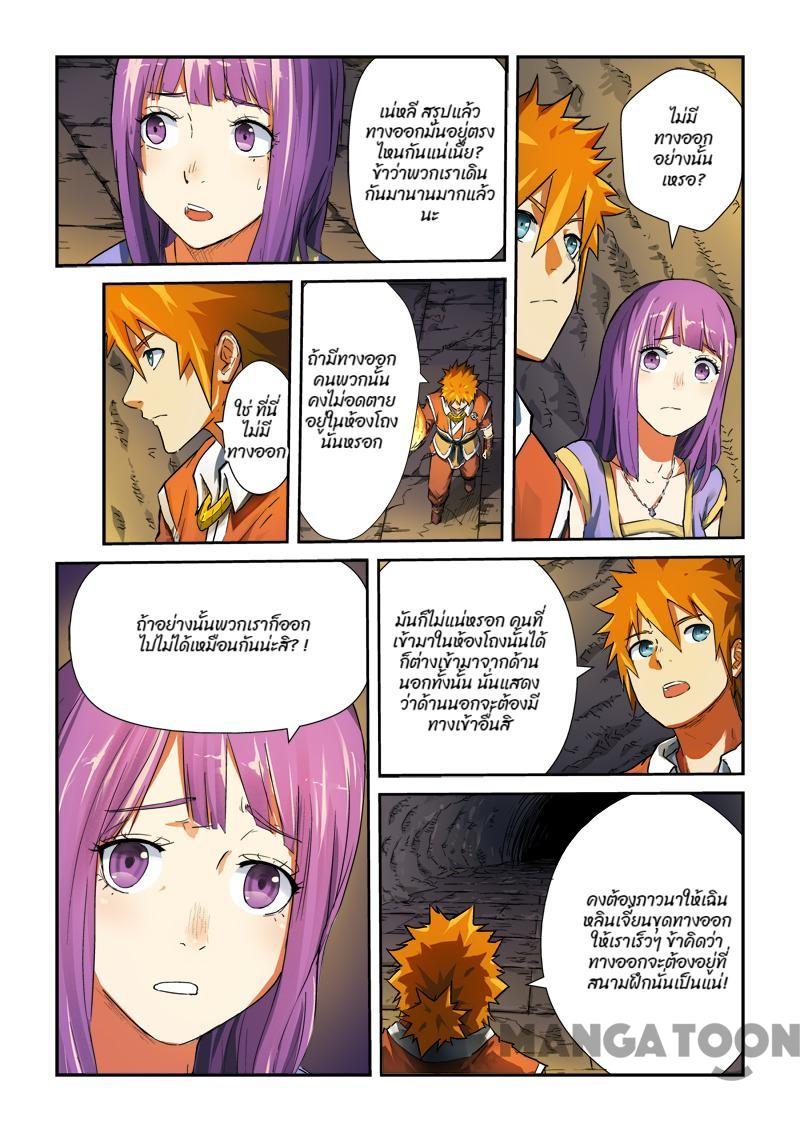 เน่หลี สรุปแล้ว
ทางออกมันอยู่ตรง
ไหนกันแน่เนี่ย?
ข้าว่าพวกเราเดิน
กันมานานมากแล้ว
นะ
ไม่มี
ทางออก
อย่างนั้น
เหรอ?
ใช่ ที่นี่
ไม่มี
ทางออก
ถ้ามีทางออก
คนพวกนั้น
คงไม่อดตาย
อยู่ในห้องโถง
นั่นหรอก
ถ้าอย่างนั้นพวกเราก็ออก
ไปไม่ได้เหมือนกันน่ะสิ? !
มันก็ไม่แน่หรอก คนที่
เข้ามาในห้องโถงนั้นได้
ก็ต่างเข้ามาจากด้าน
นอกทั้งนั้น นั่นแสดง
ว่าด้านนอกจะต้องมี
ทางเข้าอื่นสิ
คงต้องภาวนาให้เฉิน
หลินเจี้ยนขุดทางออก
ให้เราเร็วๆ ข้าคิดว่า
ทางออกจะต้องอยู่ที่
สนามฝึกนั่นเป็นแน่!
MANGATOON